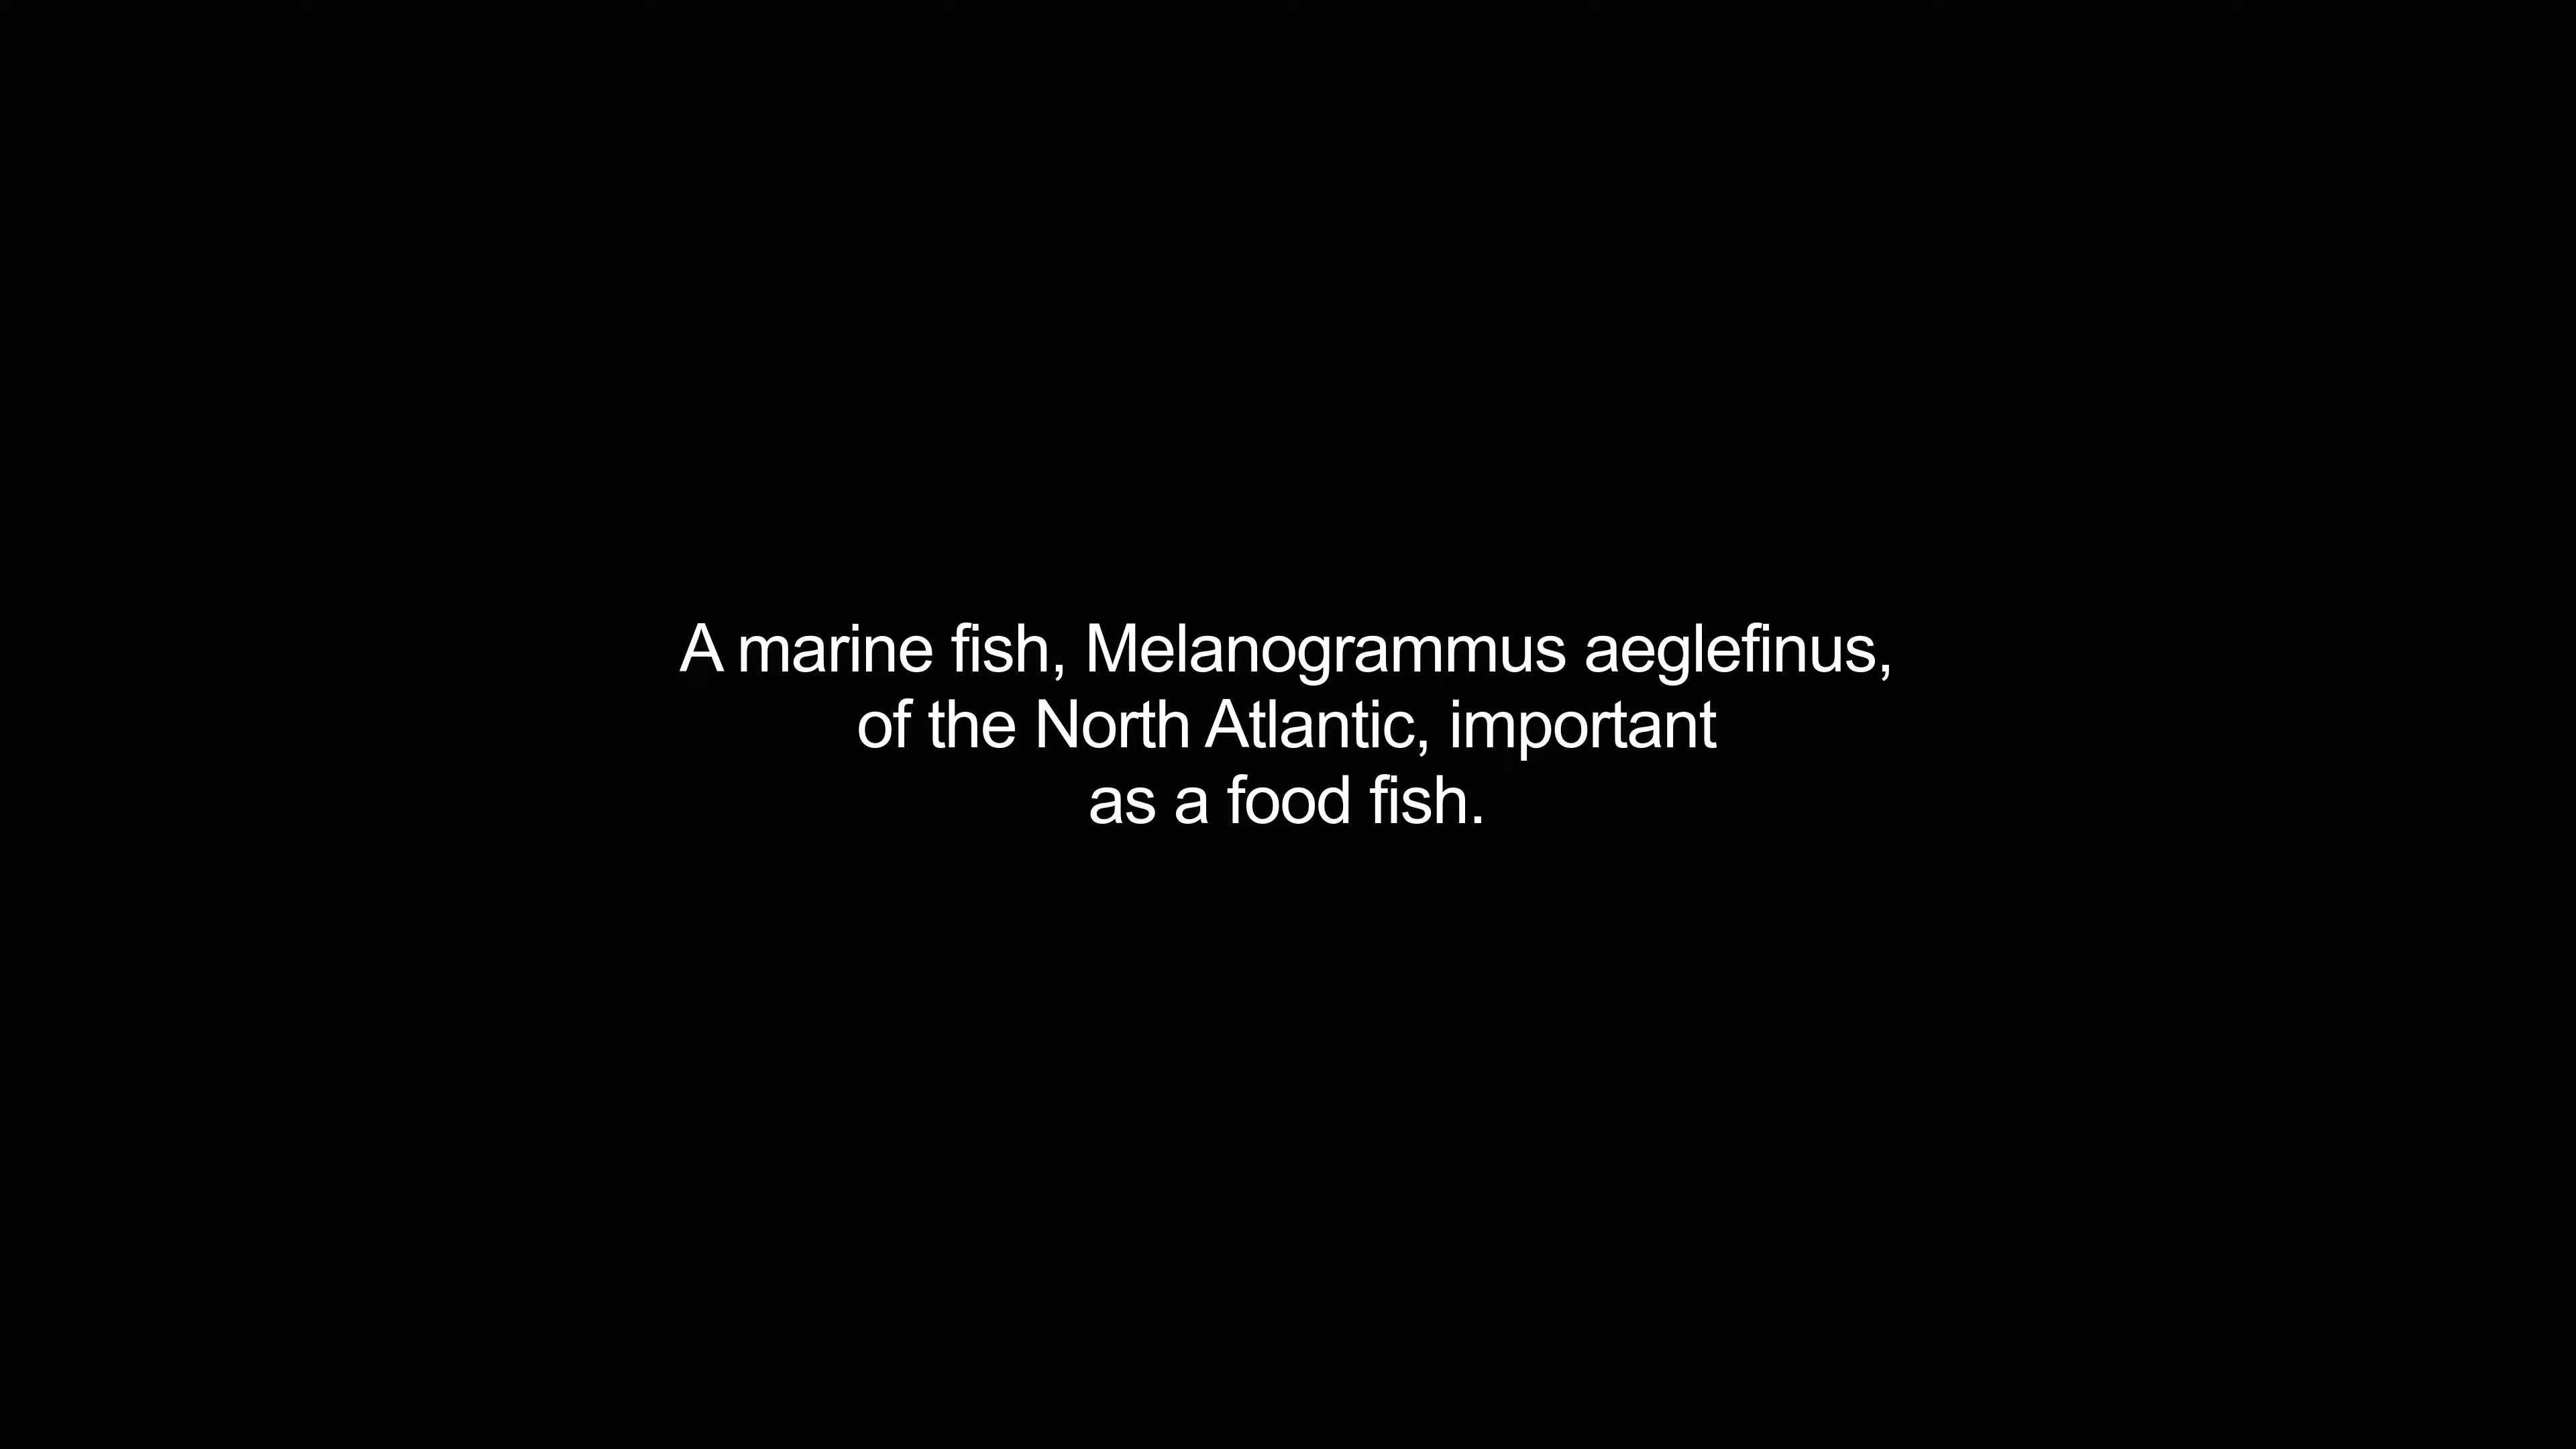 A marine fish, Melanogrammus aeglefinus,
of the North Atlantic, important
as a food fish.